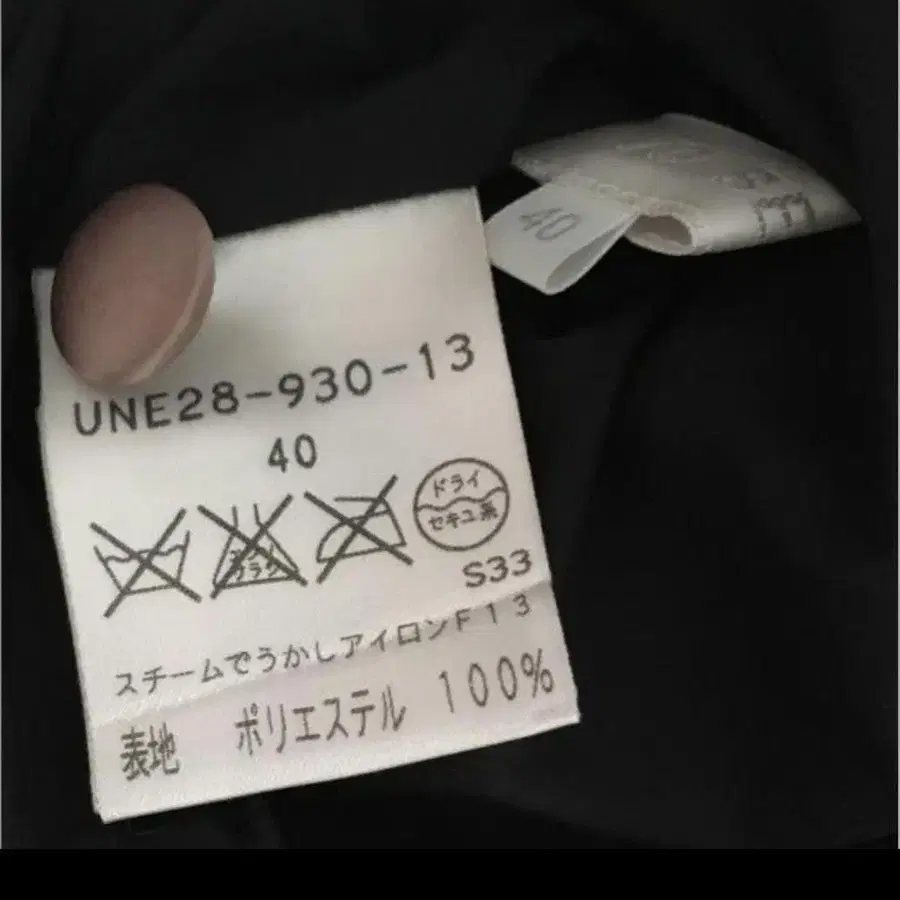 40
UNE28-930-13
40
ドライ
セキユ系
S33
スチームでうかしアイロンF13
表地 ポリエステル 100%